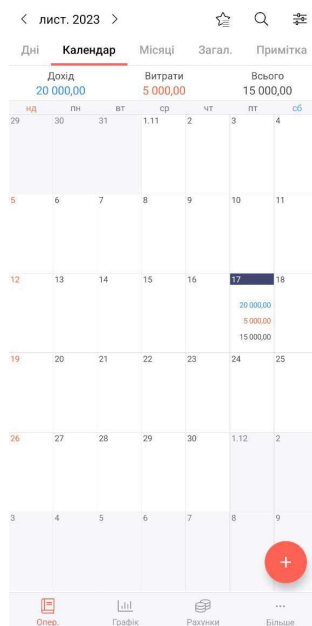 < лист. 2023 >
Дні Календар Місяці Загал. Примітка
Дохід Витрати Всього
20 000,00 5 000,00 15 000,00
нд пн вт ср чт пт сб
29 30 31 1.11 2 3 4
5 6 7 8 9 10 11
12 13 14 15 16 17 18
20 000,00
5 000,00
15 000,00
19 20 21 22 23 24 25
26 27 28 29 30 1.12 2
3 4 5 6 7 8 9
+
Опер. Графік Рахунки Більше